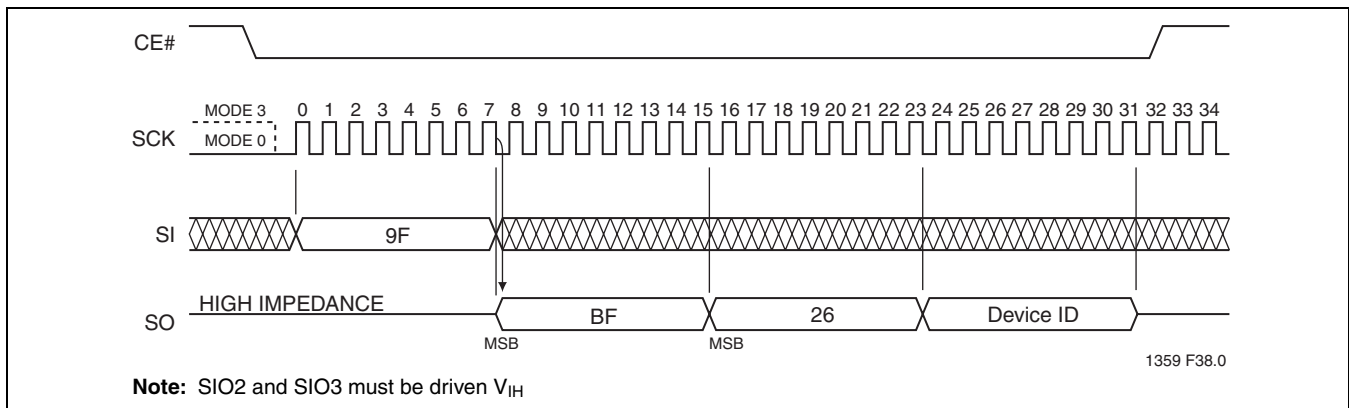 CE#
MODE 3 0 1 2 3 4 5 6 7 8 9 10 11 12 13 14 15 16 17 18 19 20 21 22 23 24 25 26 27 28 29 30 31 32 33 34
SCK MODE 0
SI 9F
HIGH IMPEDANCE
SO BF 26 Device ID
MSB MSB
1359 F38.0
Note: SIO2 and SIO3 must be driven VIH